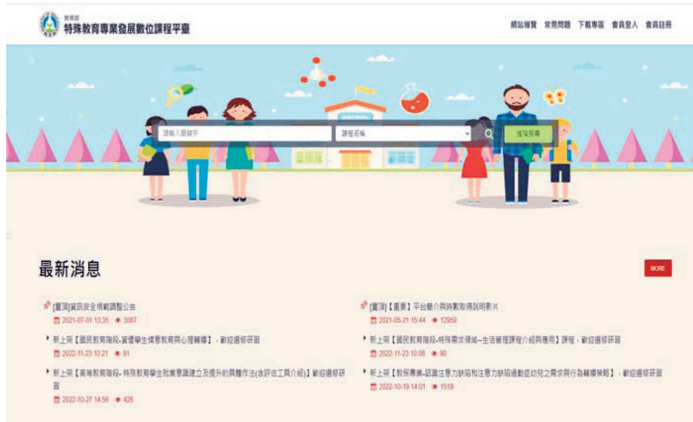 教育部
特殊教育專業發展數位課程平臺
網站導覽 常見問題 下載專區 會員登入 會員註冊
請輸入關鍵字
課程名稱
進階搜尋
最新消息
MORE
[置頂]資訊安全規範調整公告
2021-07-01 13:35 3087
[置頂]【重要】平台簡介與時數取得說明影片
2021-05-21 15:44 12959
新上架【國民教育階段-資優學生情意教育與心理輔導】，歡迎選修研習
2022-11-23 10:21 91
新上架【國民教育階段-特殊需求領域—生活管理課程介紹與應用】課程，歡迎選修研習
2022-11-23 10:08 90
新上架【高等教育階段-特殊教育學生就業意識建立及提升的具體作法(含評估工具介紹)】歡迎選修研習
2022-10-27 14:56 426
新上架【教保專業-認識注意力缺陷和注意力缺陷過動症幼兒之需求與行為輔導策略】，歡迎選修研習
2022-10-19 14:01 1519